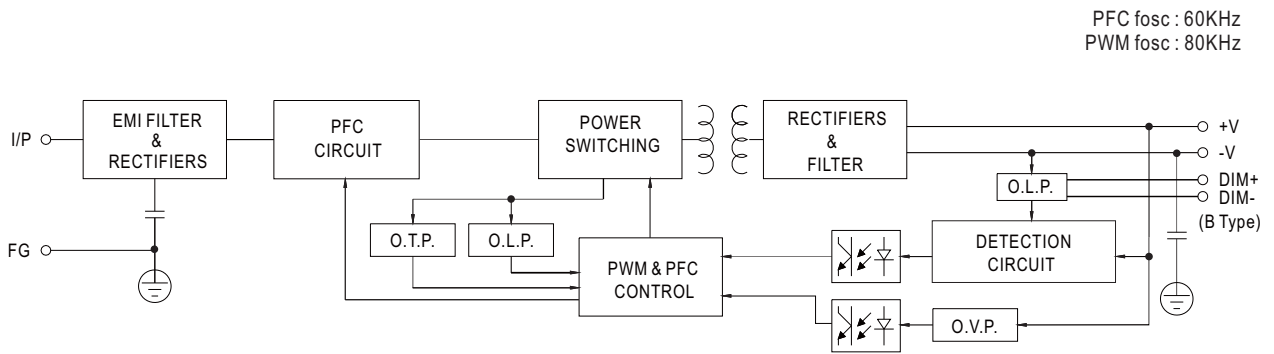 PFC fosc : 60KHz
PWM fosc : 80KHz
I/P
EMI FILTER
&
RECTIFIERS
PFC
CIRCUIT
POWER
SWITCHING
RECTIFIERS
&
FILTER
+V
-V
DIM+
DIM-
(B Type)
O.L.P.
FG
O.T.P.
O.L.P.
PWM & PFC
CONTROL
DETECTION
CIRCUIT
O.V.P.